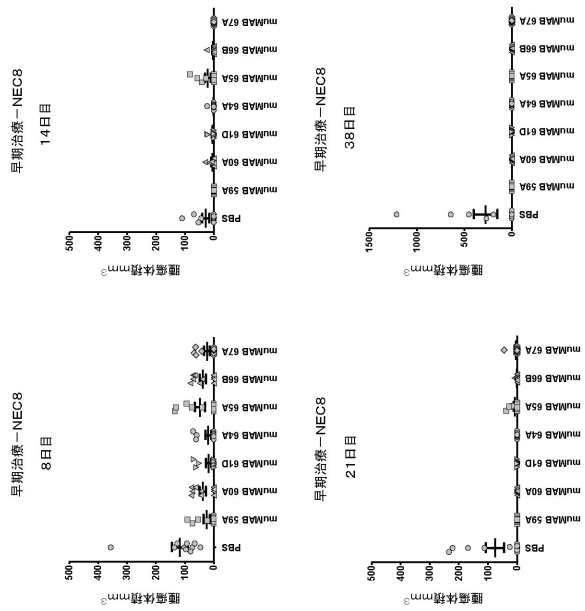 早期治療－NEC8
8日目
腫瘍体積mm³
500
400
300
200
100
0
PBS
muMAB 59A
muMAB 60A
muMAB 61D
muMAB 64A
muMAB 65A
muMAB 66B
muMAB 67A
早期治療－NEC8
14日目
腫瘍体積mm³
500
400
300
200
100
0
PBS
muMAB 59A
muMAB 60A
muMAB 61D
muMAB 64A
muMAB 65A
muMAB 66B
muMAB 67A
早期治療－NEC8
21日目
腫瘍体積mm³
500
400
300
200
100
0
PBS
muMAB 59A
muMAB 60A
muMAB 61D
muMAB 64A
muMAB 65A
muMAB 66B
muMAB 67A
早期治療－NEC8
38日目
腫瘍体積mm³
1500
1000
500
0
PBS
muMAB 59A
muMAB 60A
muMAB 61D
muMAB 64A
muMAB 65A
muMAB 66B
muMAB 67A